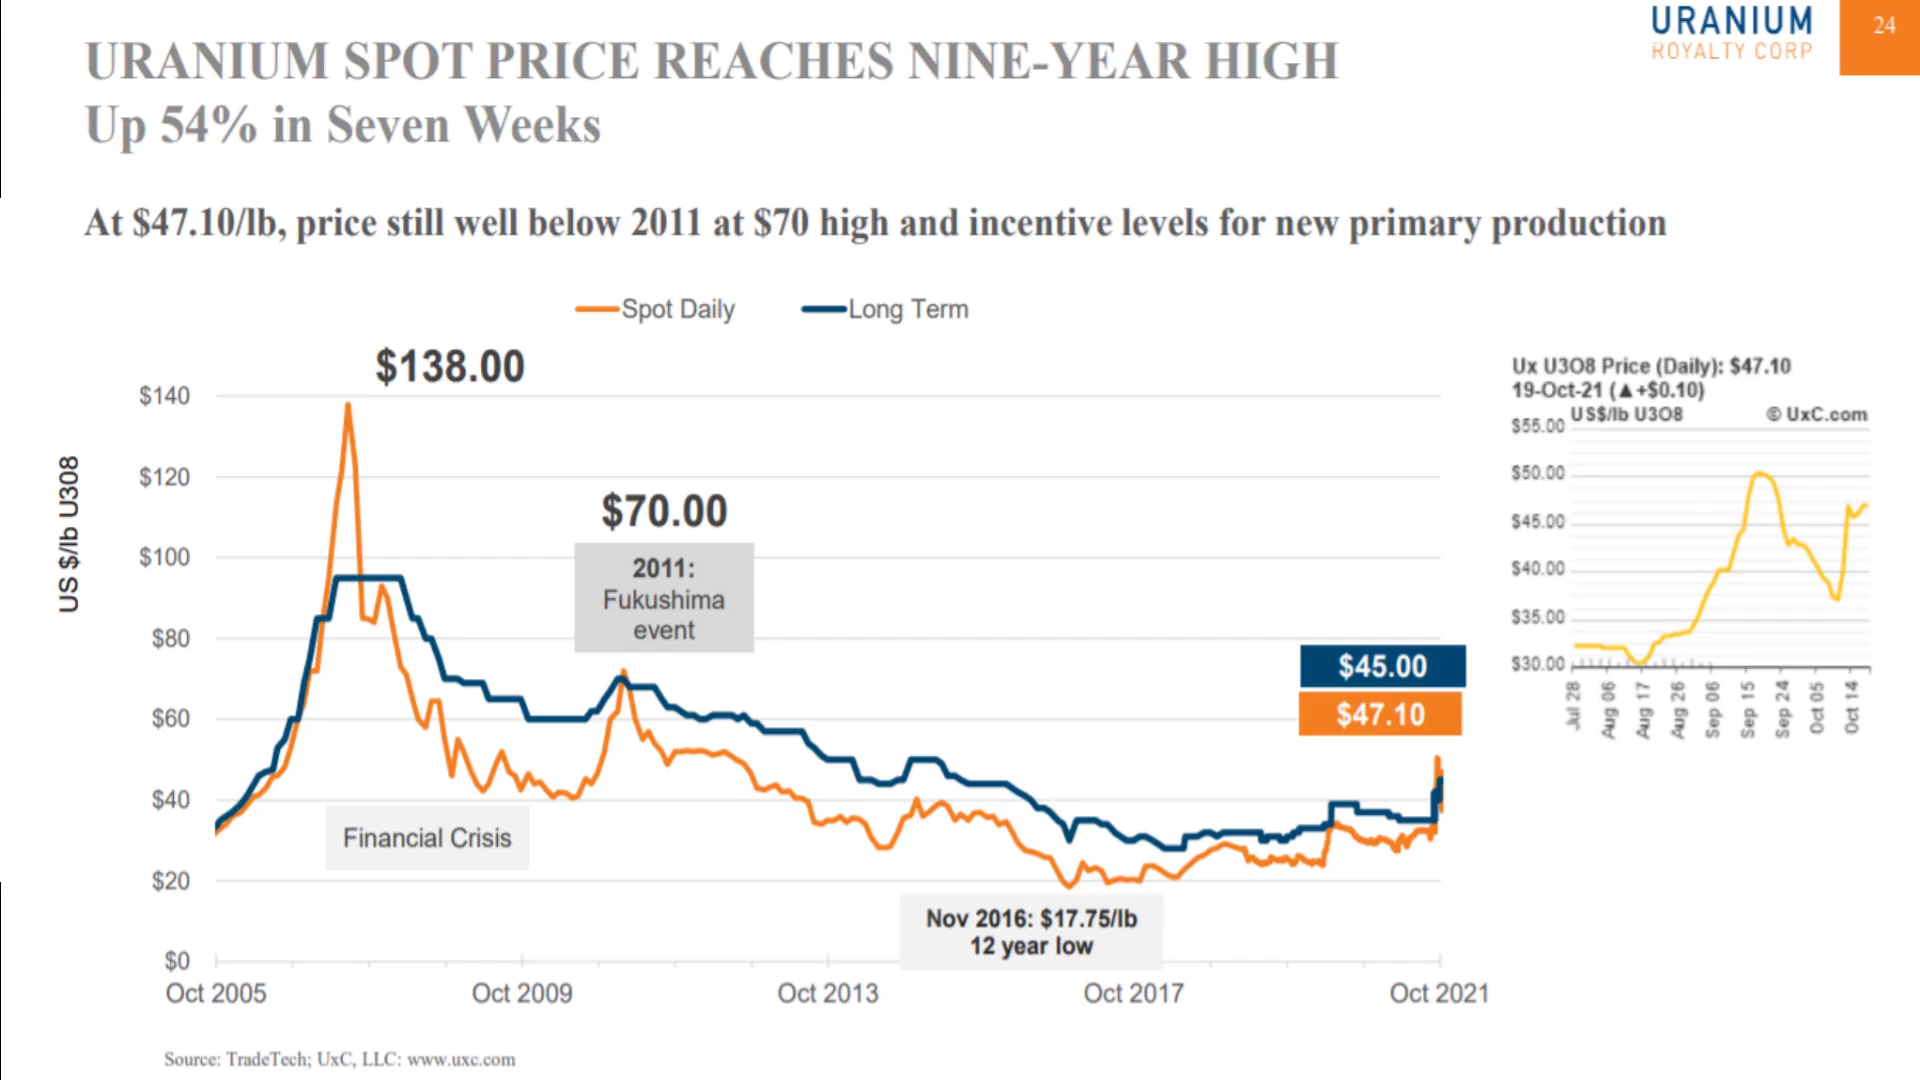 URANIUM
ROYALTY CORP
24
URANIUM SPOT PRICE REACHES NINE-YEAR HIGH
Up 54% in Seven Weeks
At $47.10/lb, price still well below 2011 at $70 high and incentive levels for new primary production
Spot Daily
Long Term
US $/lb U308
$140
$120
$100
$80
$60
$40
$20
$0
$138.00
$70.00
2011:
Fukushima
event
Financial Crisis
Nov 2016: $17.75/lb
12 year low
$45.00
$47.10
Oct 2005
Oct 2009
Oct 2013
Oct 2017
Oct 2021
Ux U3O8 Price (Daily): $47.10
19-Oct-21 (▲+$0.10)
US$/lb U3O8
© UxC.com
$55.00
$50.00
$45.00
$40.00
$35.00
$30.00
Jul 28
Aug 06
Aug 17
Aug 26
Sep 06
Sep 15
Sep 24
Oct 05
Oct 14
Source: TradeTech; UxC, LLC: www.uxc.com